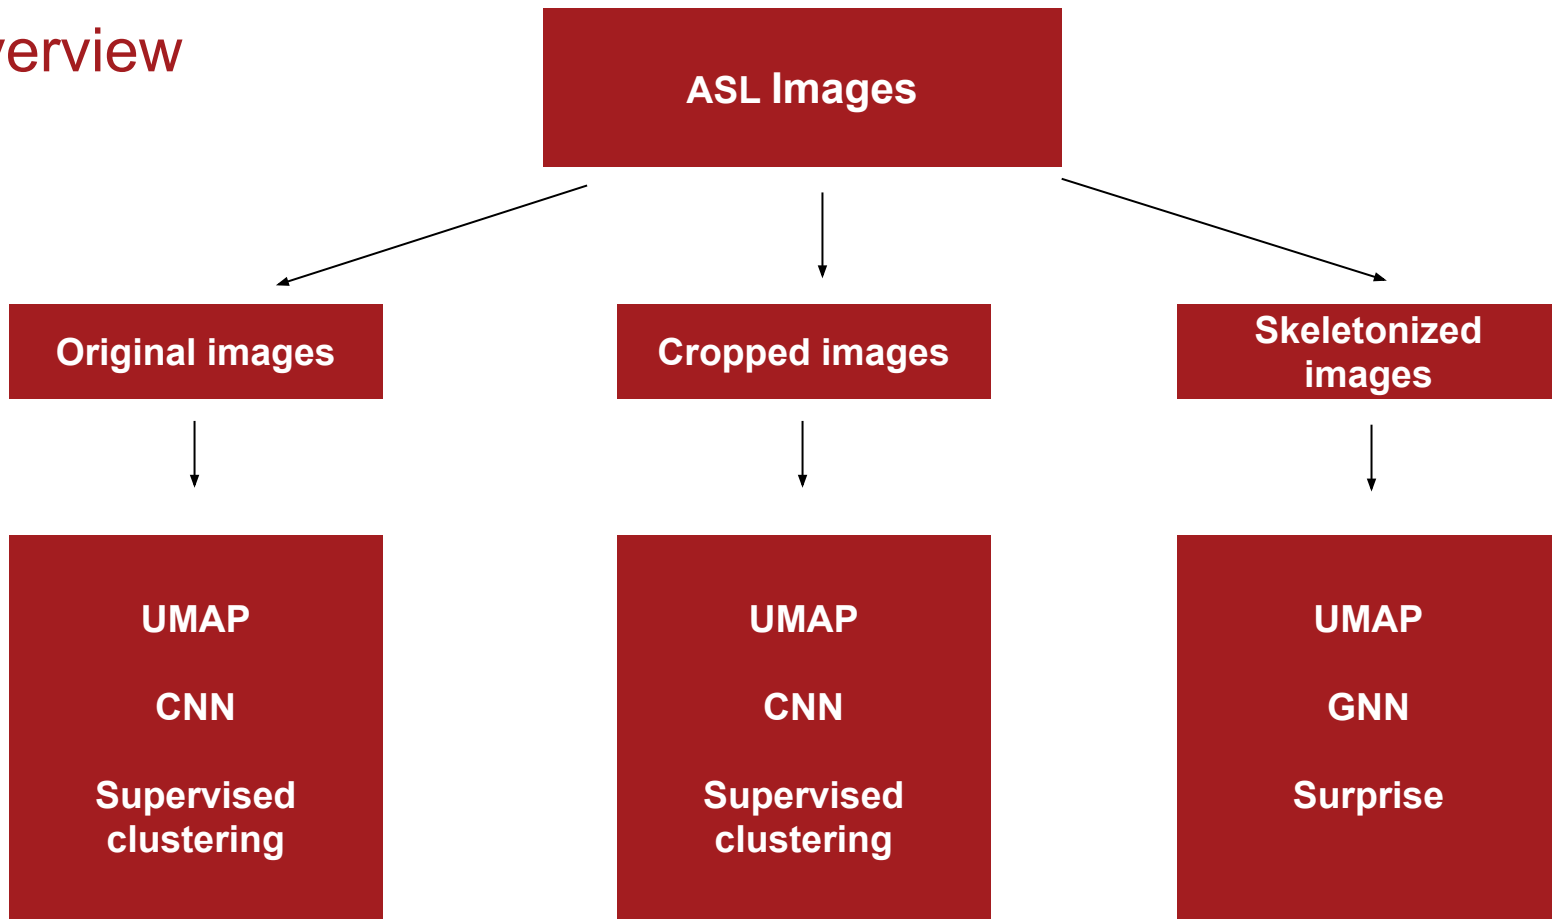 verview
ASL Images
Original images
Cropped images
Skeletonized
images
UMAP
CNN
Supervised
clustering
UMAP
CNN
Supervised
clustering
UMAP
GNN
Surprise